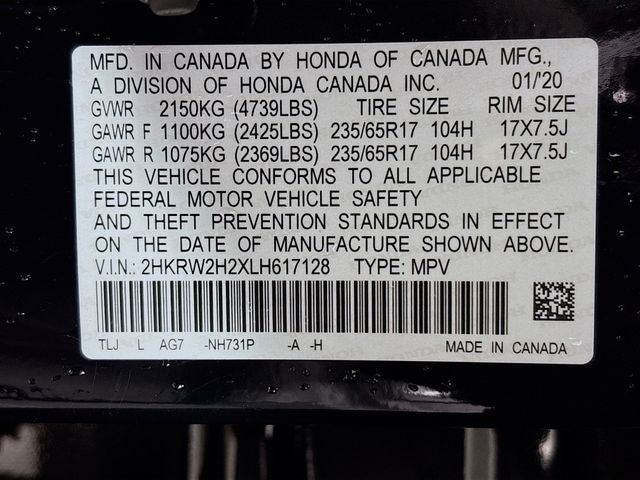 MFD. IN CANADA BY HONDA OF CANADA MFG.,
A DIVISION OF HONDA CANADA INC. 01/'20
GVWR 2150KG (4739LBS) TIRE SIZE RIM SIZE
GAWR F 1100KG (2425LBS) 235/65R17 104H 17X7.5J
GAWR R 1075KG (2369LBS) 235/65R17 104H 17X7.5J
THIS VEHICLE CONFORMS TO ALL APPLICABLE
FEDERAL MOTOR VEHICLE SAFETY
AND THEFT PREVENTION STANDARDS IN EFFECT
ON THE DATE OF MANUFACTURE SHOWN ABOVE.
V.I.N.: 2HKRW2H2XLH617128 TYPE: MPV
TLJ L AG7 -NH731P -A -H MADE IN CANADA